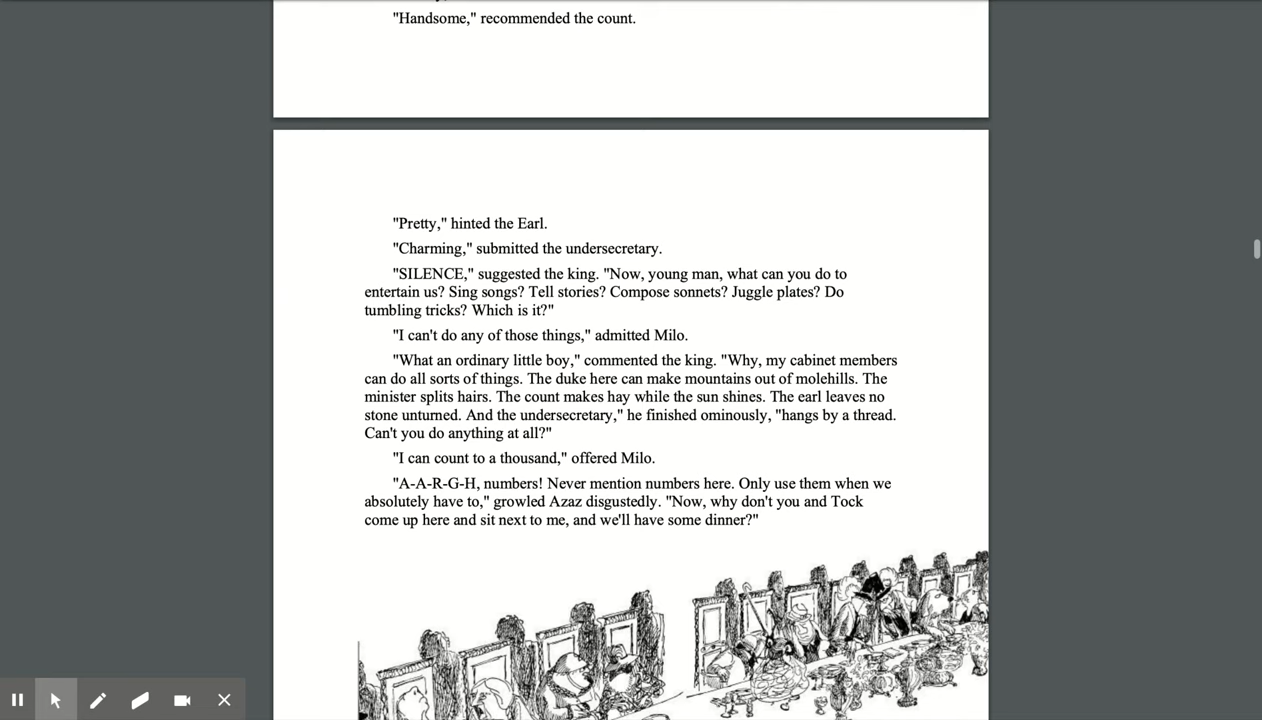 "Handsome," recommended the count.
"Pretty," hinted the Earl.
"Charming," submitted the undersecretary.
"SILENCE," suggested the king. "Now, young man, what can you do to
entertain us? Sing songs? Tell stories? Compose sonnets? Juggle plates? Do
tumbling tricks? Which is it?"
"I can't do any of those things," admitted Milo.
"What an ordinary little boy," commented the king. "Why, my cabinet members
can do all sorts of things. The duke here can make mountains out of molehills. The
minister splits hairs. The count makes hay while the sun shines. The earl leaves no
stone unturned. And the undersecretary," he finished ominously, "hangs by a thread.
Can't you do anything at all?"
"I can count to a thousand," offered Milo.
"A-A-R-G-H, numbers! Never mention numbers here. Only use them when we
absolutely have to," growled Azaz disgustedly. "Now, why don't you and Tock
come up here and sit next to me, and we'll have some dinner?"